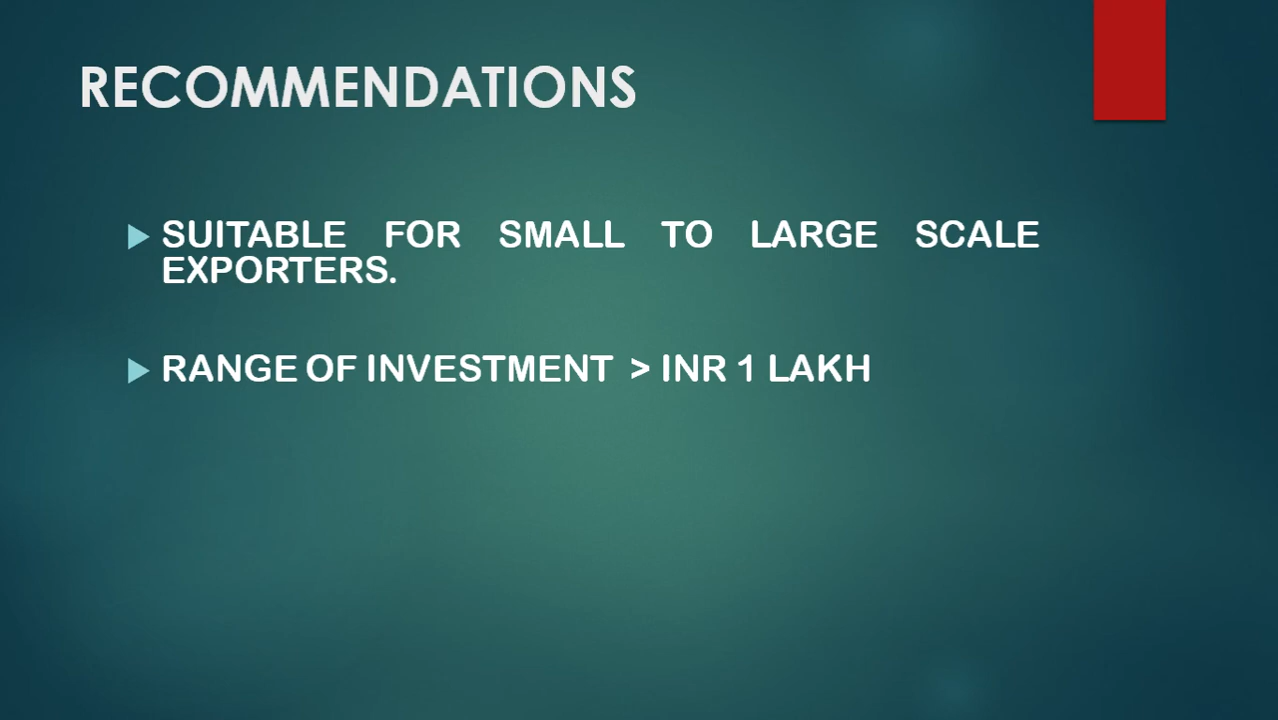 RECOMMENDATIONS
SUITABLE FOR SMALL TO LARGE SCALE
EXPORTERS.
RANGE OF INVESTMENT > INR 1 LAKH